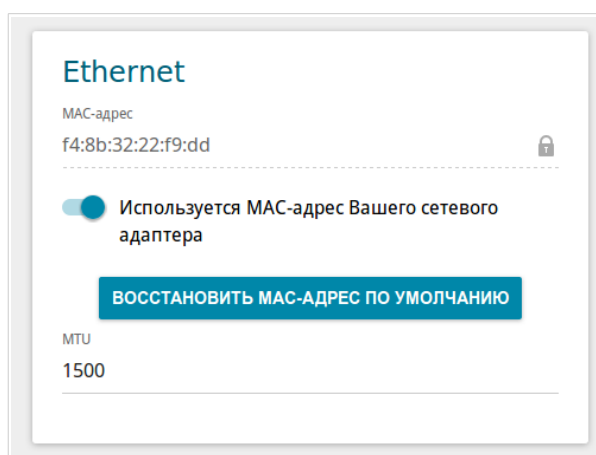 Ethernet
MAC-адрес
f4:8b:32:22:f9:dd
Используется MAC-адрес Вашего сетевого
адаптера
ВОССТАНОВИТЬ MAC-АДРЕС ПО УМОЛЧАНИЮ
MTU
1500